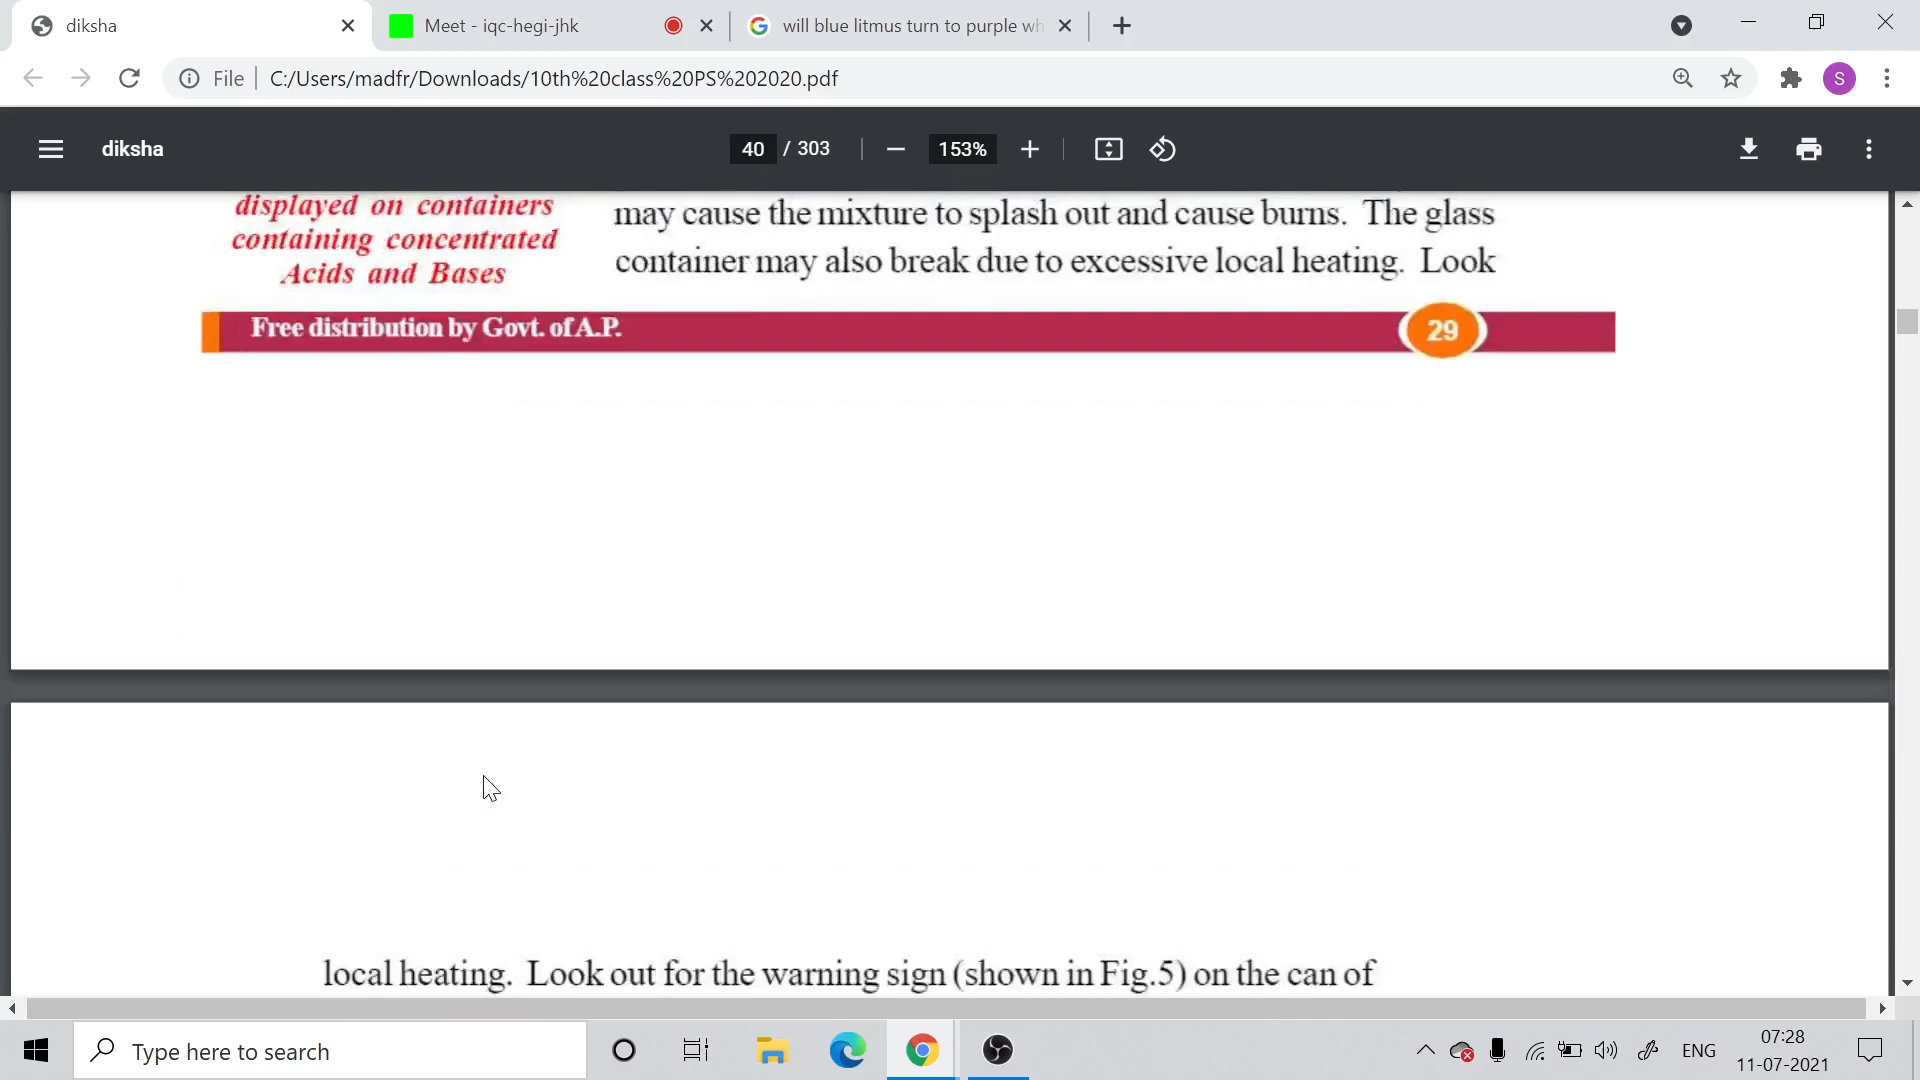 diksha
Meet - iqc-hegi-jhk
will blue litmus turn to purple wh
File
C:/Users/madfr/Downloads/10th%20class%20PS%202020.pdf
S
diksha
40 / 303
153%
displayed on containers
containing concentrated
Acids and Bases
may cause the mixture to splash out and cause burns. The glass
container may also break due to excessive local heating. Look
Free distribution by Govt. of A.P.
29
local heating. Look out for the warning sign (shown in Fig.5) on the can of
Type here to search
ENG
07:28
11-07-2021